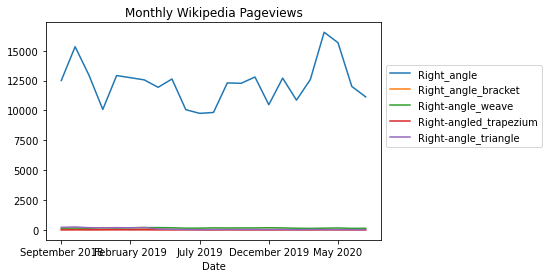 Monthly Wikipedia Pageviews
15000
12500
10000
7500
5000
2500
0
September 2018 February 2019 July 2019 December 2019 May 2020
Date
Right_angle
Right_angle_bracket
Right-angle_weave
Right-angled_trapezium
Right-angle_triangle